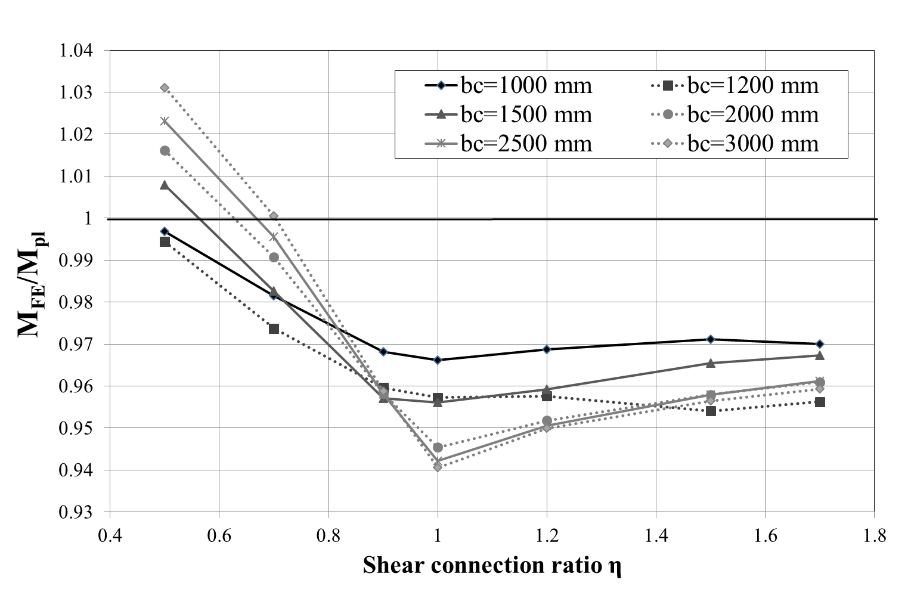 1.04
1.03
1.02
1.01
1
0.99
0.98
0.97
0.96
0.95
0.94
0.93
M_FE/M_pl
bc=1000 mm bc=1200 mm
bc=1500 mm bc=2000 mm
bc=2500 mm bc=3000 mm
0.4 0.6 0.8 1 1.2 1.4 1.6 1.8
Shear connection ratio η